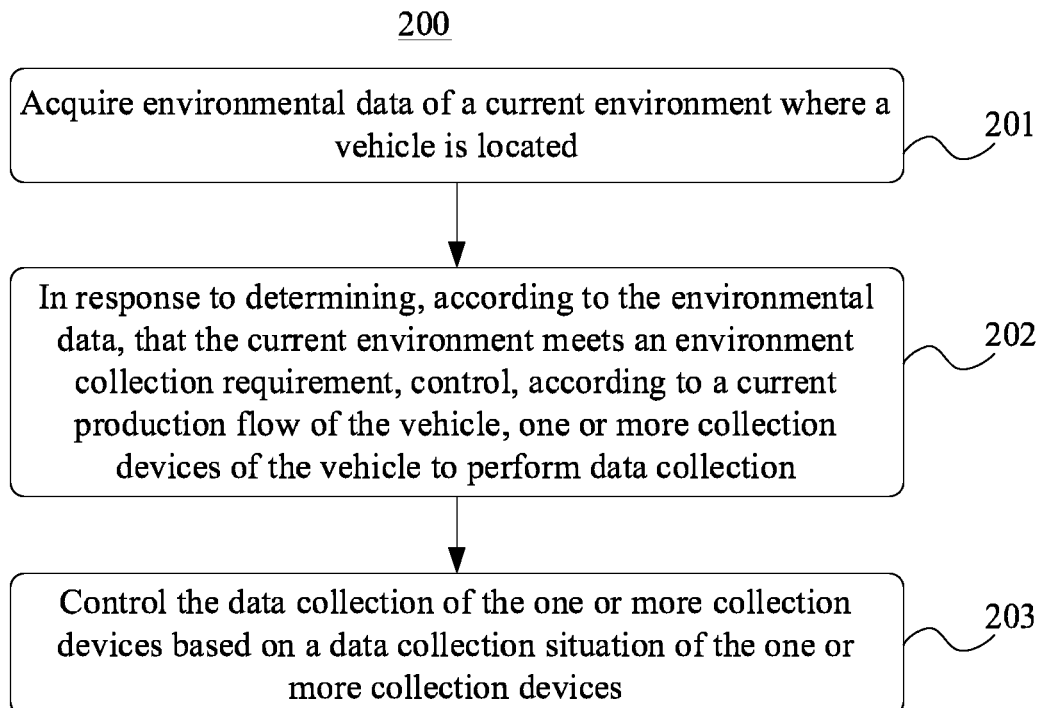 200
Acquire environmental data of a current environment where a
vehicle is located
201
In response to determining, according to the environmental
data, that the current environment meets an environment
collection requirement, control, according to a current
production flow of the vehicle, one or more collection
devices of the vehicle to perform data collection
202
Control the data collection of the one or more collection
devices based on a data collection situation of the one or
more collection devices
203